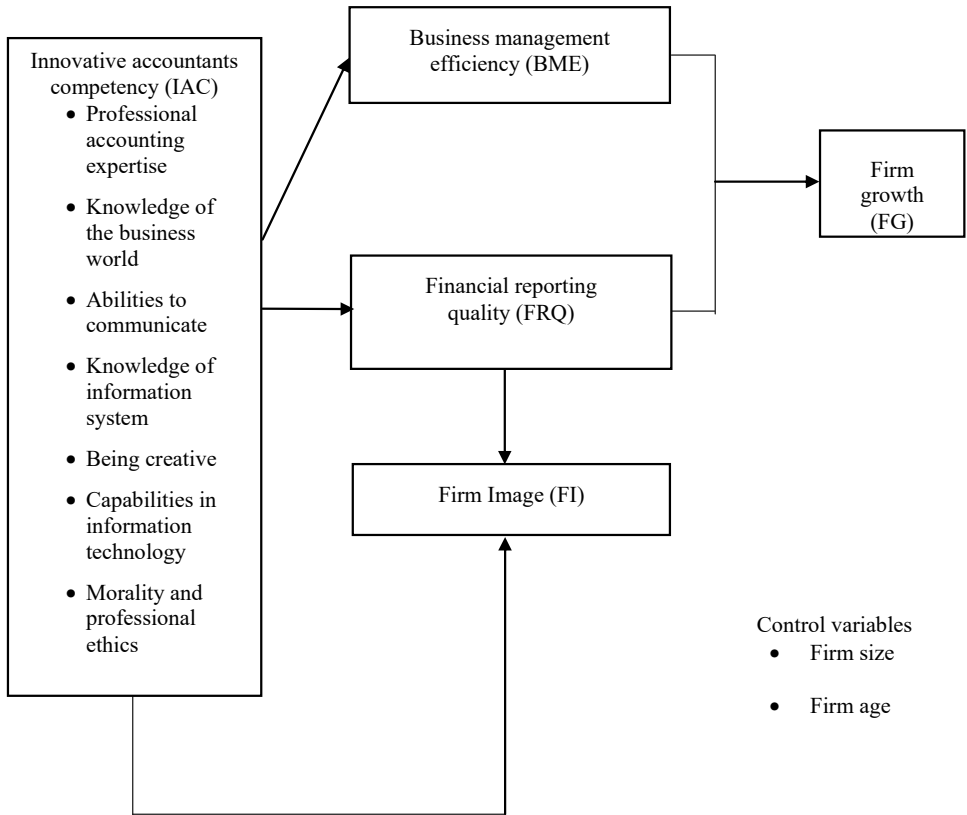 Innovative accountants
competency (IAC)
• Professional
accounting
expertise
• Knowledge of
the business
world
• Abilities to
communicate
• Knowledge of
information
system
• Being creative
• Capabilities in
information
technology
• Morality and
professional
ethics
Business management
efficiency (BME)
Financial reporting
quality (FRQ)
Firm Image (FI)
Firm
growth
(FG)
Control variables
• Firm size
• Firm age